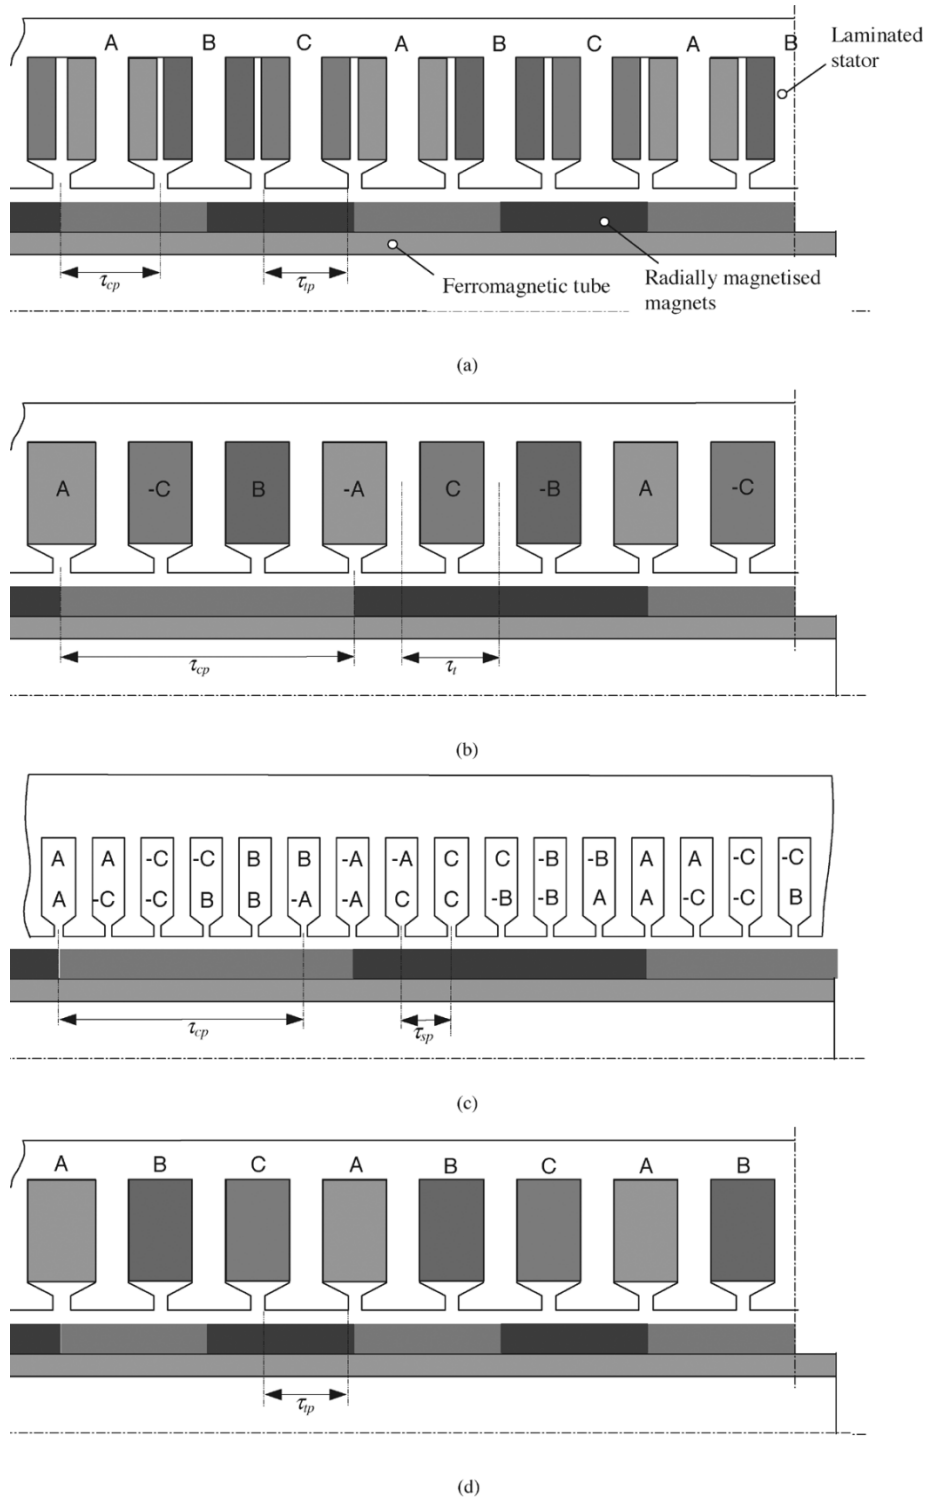 A B C A B C A B
Laminated
stator
τcp
τtp
Ferromagnetic tube
Radially magnetised
magnets
(a)
A -C B -A C -B A -C
τcp
τt
(b)
A A -C -C B B -A -A C C -B -B A A -C -C
A -C -C B B -A -A C C -B -B A A -C -C B
τcp
τsp
(c)
A B C A B C A B
τtp
(d)